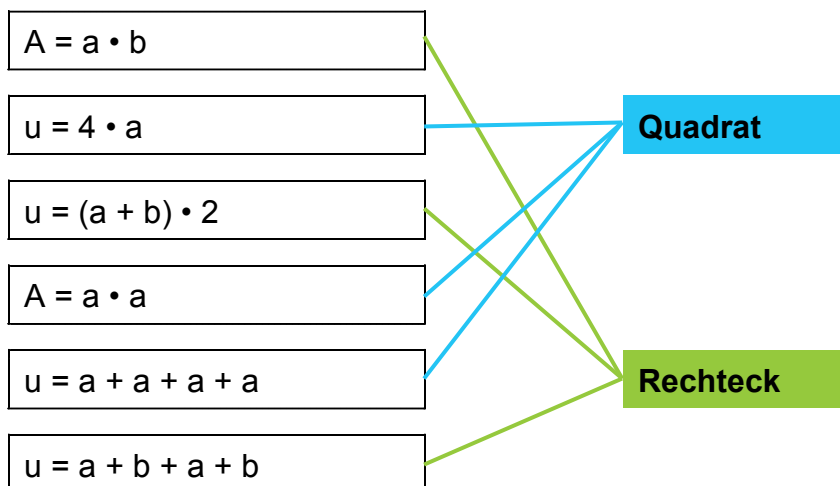 A = a • b
u = 4 • a
Quadrat
u = (a + b) • 2
A = a • a
u = a + a + a + a
Rechteck
u = a + b + a + b